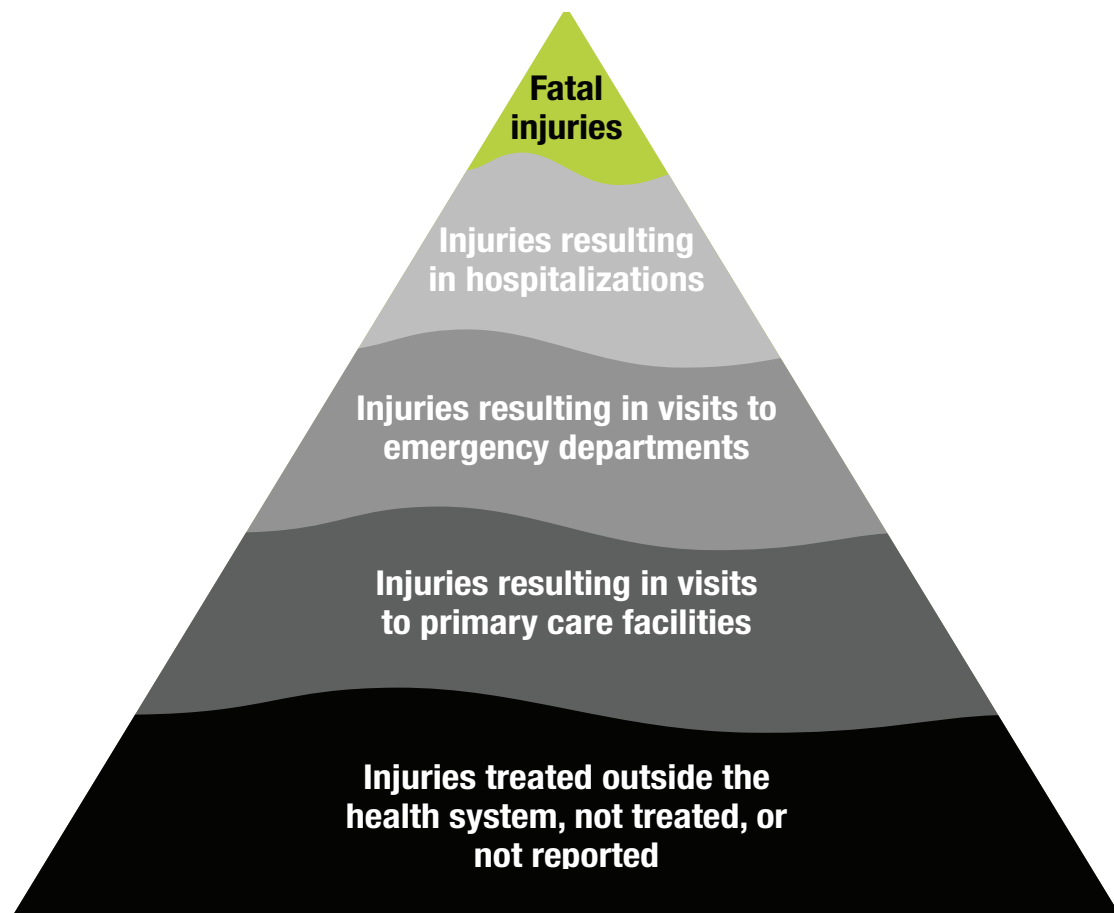 Fatal
injuries
Injuries resulting
in hospitalizations
Injuries resulting in visits to
emergency departments
Injuries resulting in visits
to primary care facilities
Injuries treated outside the
health system, not treated, or
not reported